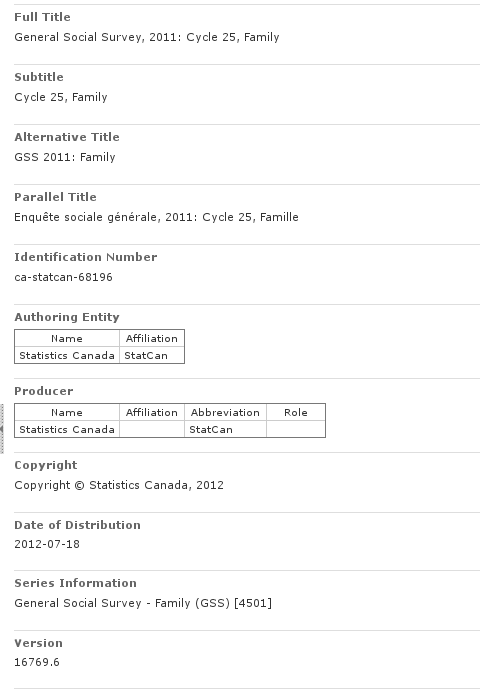 Full Title
General Social Survey, 2011: Cycle 25, Family
Subtitle
Cycle 25, Family
Alternative Title
GSS 2011: Family
Parallel Title
Enquête sociale générale, 2011: Cycle 25, Famille
Identification Number
ca-statcan-68196
Authoring Entity
Name Affiliation
Statistics Canada StatCan
Producer
Name Affiliation Abbreviation Role
Statistics Canada StatCan
Copyright
Copyright © Statistics Canada, 2012
Date of Distribution
2012-07-18
Series Information
General Social Survey - Family (GSS) [4501]
Version
16769.6